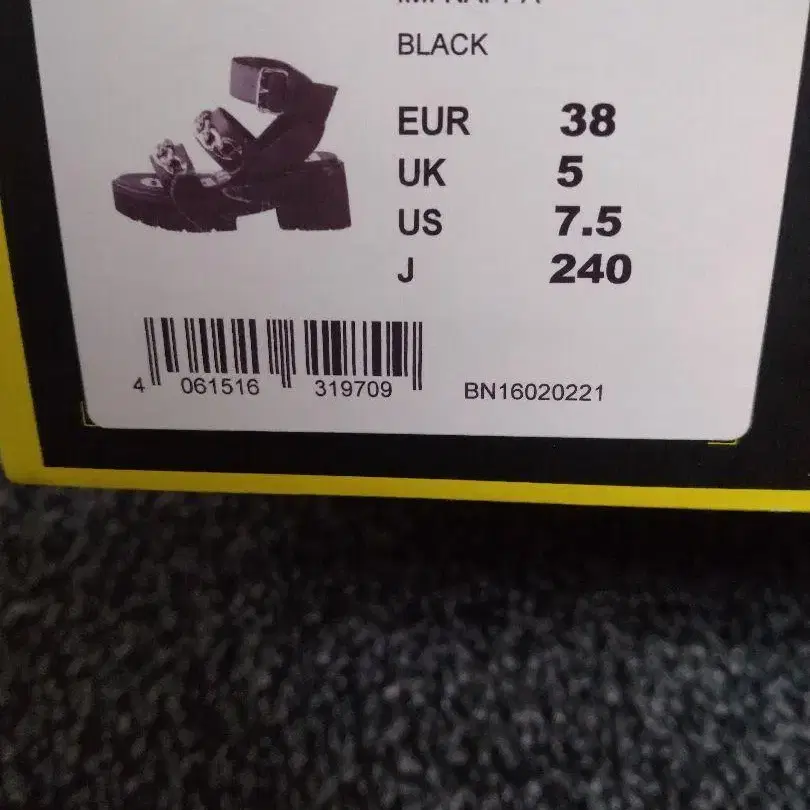 BLACK
EUR 38
UK 5
US 7.5
J 240
4 061516 319709
BN16020221